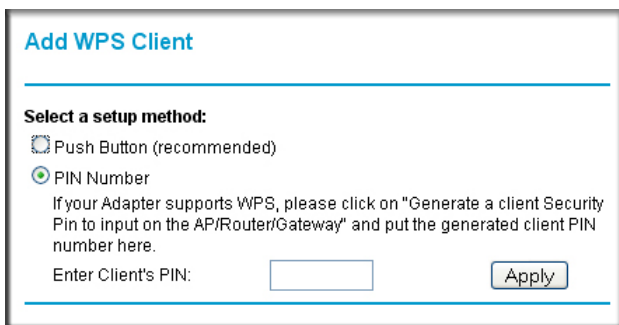 Add WPS Client
Select a setup method:
Push Button (recommended)
PIN Number
If your Adapter supports WPS, please click on "Generate a client Security
Pin to input on the AP/Router/Gateway" and put the generated client PIN
number here.
Enter Client's PIN:
Apply